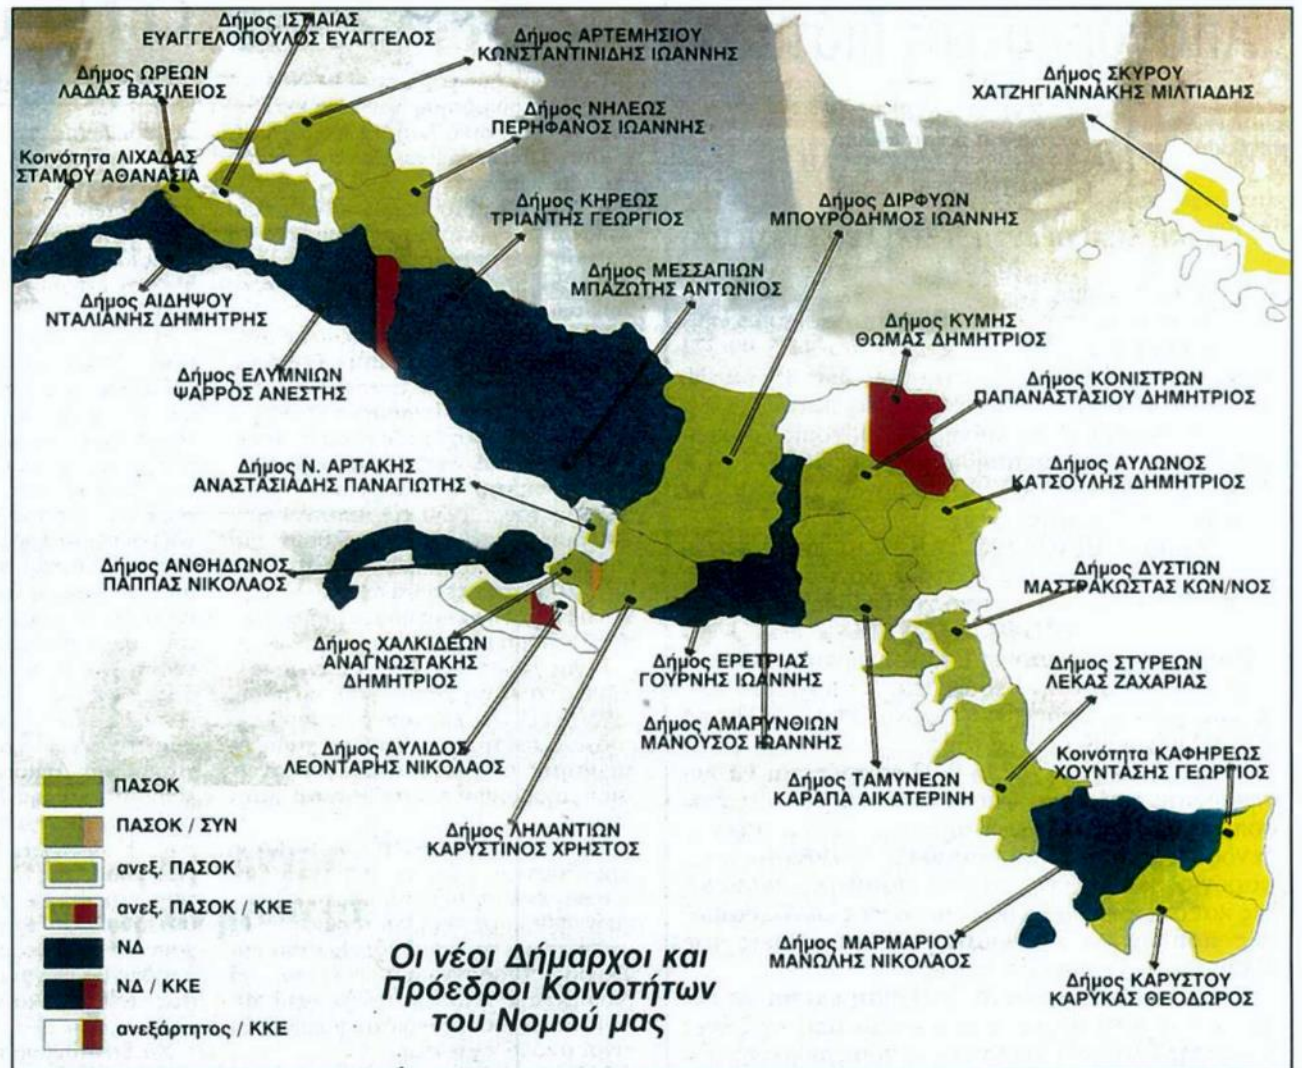 Δήμος ΙΣΤΙΑΙΑΣ
ΕΥΑΓΓΕΛΟΠΟΥΛΟΣ ΕΥΑΓΓΕΛΟΣ
Δήμος ΑΡΤΕΜΗΣΙΟΥ
ΚΩΝΣΤΑΝΤΙΝΙΔΗΣ ΙΩΑΝΝΗΣ
Δήμος ΩΡΕΩΝ
ΛΑΔΑΣ ΒΑΣΙΛΕΙΟΣ
Δήμος ΣΚΥΡΟΥ
ΧΑΤΖΗΓΙΑΝΝΑΚΗΣ ΜΙΛΤΙΑΔΗΣ
Δήμος ΝΗΛΕΩΣ
ΠΕΡΗΦΑΝΟΣ ΙΩΑΝΝΗΣ
Κοινότητα ΛΙΧΑΔΑΣ
ΣΤΑΜΟΥ ΑΘΑΝΑΣΙΑ
Δήμος ΚΗΡΕΩΣ
ΤΡΙΑΝΤΗΣ ΓΕΩΡΓΙΟΣ
Δήμος ΔΙΡΦΥΩΝ
ΜΠΟΥΡΟΔΗΜΟΣ ΙΩΑΝΝΗΣ
Δήμος ΜΕΣΣΑΠΙΩΝ
ΜΠΑΖΩΤΗΣ ΑΝΤΩΝΙΟΣ
Δήμος ΑΙΔΗΨΟΥ
ΝΤΑΛΙΑΝΗΣ ΔΗΜΗΤΡΗΣ
Δήμος ΚΥΜΗΣ
ΘΩΜΑΣ ΔΗΜΗΤΡΙΟΣ
Δήμος ΕΛΥΜΝΙΩΝ
ΨΑΡΡΟΣ ΑΝΕΣΤΗΣ
Δήμος ΚΟΝΙΣΤΡΩΝ
ΠΑΠΑΝΑΣΤΑΣΙΟΥ ΔΗΜΗΤΡΙΟΣ
Δήμος Ν. ΑΡΤΑΚΗΣ
ΑΝΑΣΤΑΣΙΑΔΗΣ ΠΑΝΑΓΙΩΤΗΣ
Δήμος ΑΥΛΩΝΟΣ
ΚΑΤΣΟΥΛΗΣ ΔΗΜΗΤΡΙΟΣ
Δήμος ΑΝΘΗΔΩΝΟΣ
ΠΑΠΠΑΣ ΝΙΚΟΛΑΟΣ
Δήμος ΔΥΣΤΙΩΝ
ΜΑΣΤΡΑΚΩΣΤΑΣ ΚΩΝ/ΝΟΣ
Δήμος ΧΑΛΚΙΔΕΩΝ
ΑΝΑΓΝΩΣΤΑΚΗΣ
ΔΗΜΗΤΡΙΟΣ
Δήμος ΕΡΕΤΡΙΑΣ
ΓΟΥΡΝΗΣ ΙΩΑΝΝΗΣ
Δήμος ΣΤΥΡΕΩΝ
ΛΕΚΑΣ ΖΑΧΑΡΙΑΣ
Δήμος ΑΜΑΡΥΝΘΙΩΝ
ΜΑΝΟΥΣΟΣ ΙΩΑΝΝΗΣ
Δήμος ΑΥΛΙΔΟΣ
ΛΕΟΝΤΑΡΗΣ ΝΙΚΟΛΑΟΣ
Κοινότητα ΚΑΦΗΡΕΩΣ
ΧΟΥΝΤΑΣΗΣ ΓΕΩΡΓΙΟΣ
Δήμος ΤΑΜΥΝΕΩΝ
ΚΑΡΑΠΑ ΑΙΚΑΤΕΡΙΝΗ
Δήμος ΛΗΛΑΝΤΙΩΝ
ΚΑΡΥΣΤΙΝΟΣ ΧΡΗΣΤΟΣ
Δήμος ΜΑΡΜΑΡΙΟΥ
ΜΑΝΩΛΗΣ ΝΙΚΟΛΑΟΣ
Δήμος ΚΑΡΥΣΤΟΥ
ΚΑΡΥΚΑΣ ΘΕΟΔΩΡΟΣ
ΠΑΣΟΚ
ΠΑΣΟΚ / ΣΥΝ
ανεξ. ΠΑΣΟΚ
ανεξ. ΠΑΣΟΚ / ΚΚΕ
ΝΔ
ΝΔ / ΚΚΕ
ανεξάρτητος / ΚΚΕ
Οι νέοι Δήμαρχοι και
Πρόεδροι Κοινοτήτων
του Νομού μας